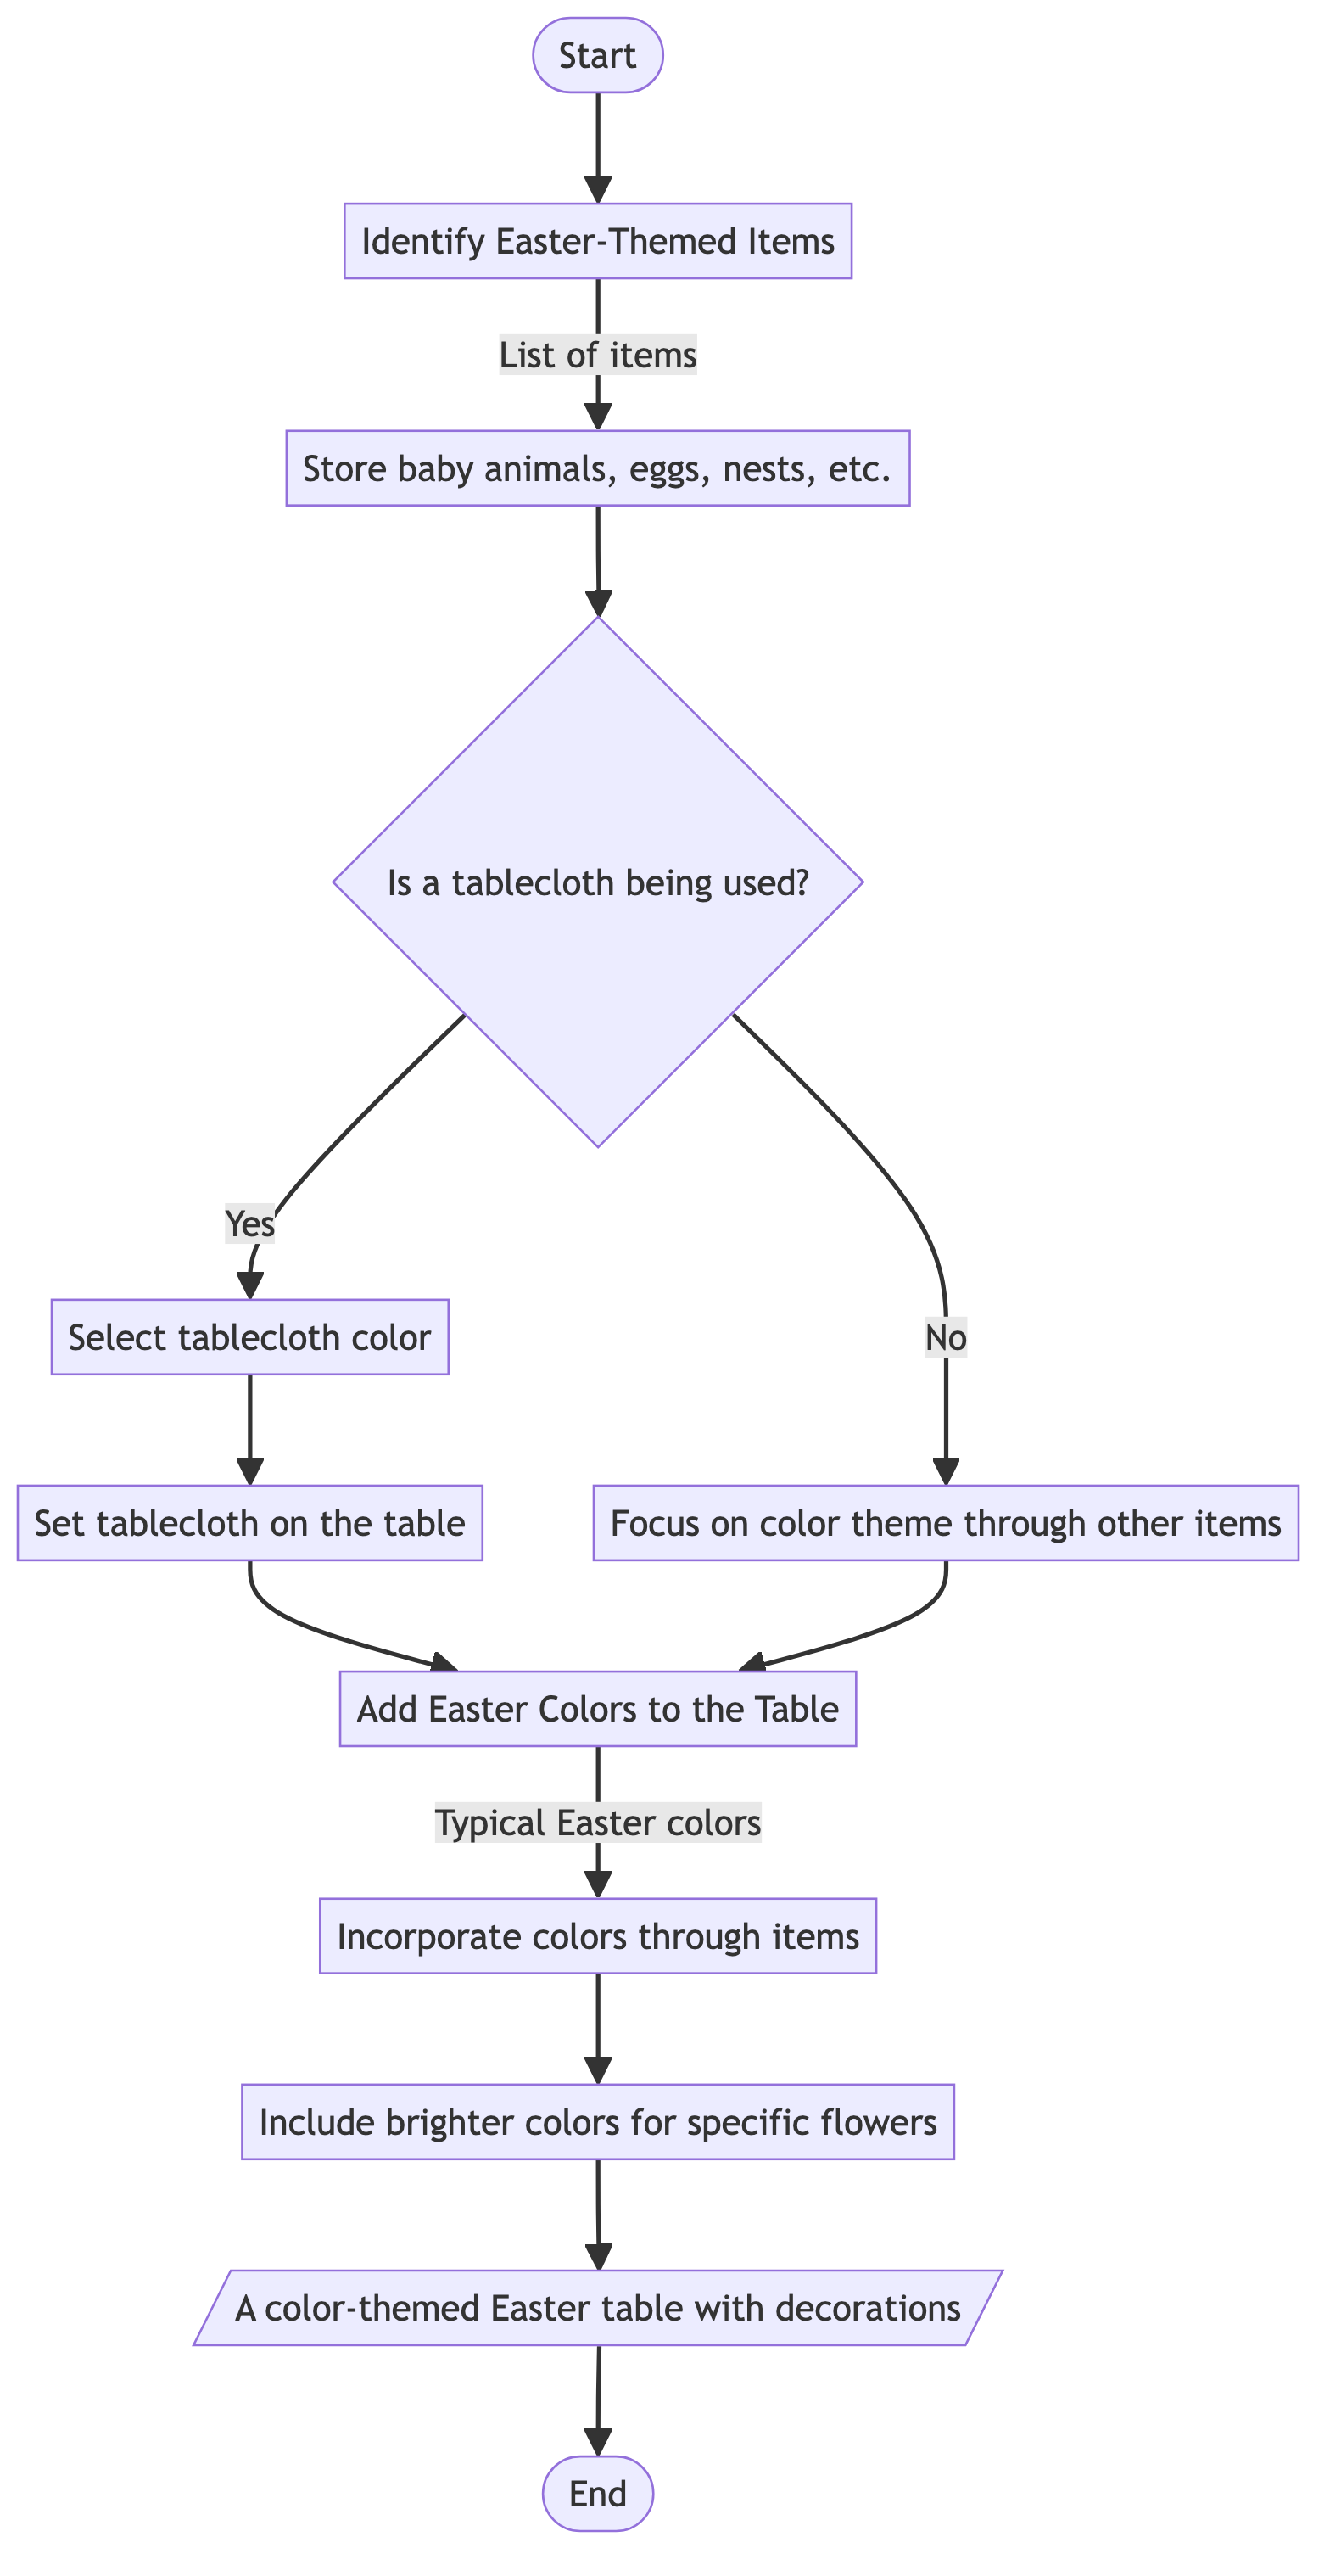 Start
Identify Easter-Themed Items
List of items
Store baby animals, eggs, nests, etc.
Is a tablecloth being used?
Yes
Select tablecloth color
No
Set tablecloth on the table
Focus on color theme through other items
Add Easter Colors to the Table
Typical Easter colors
Incorporate colors through items
Include brighter colors for specific flowers
A color-themed Easter table with decorations
End